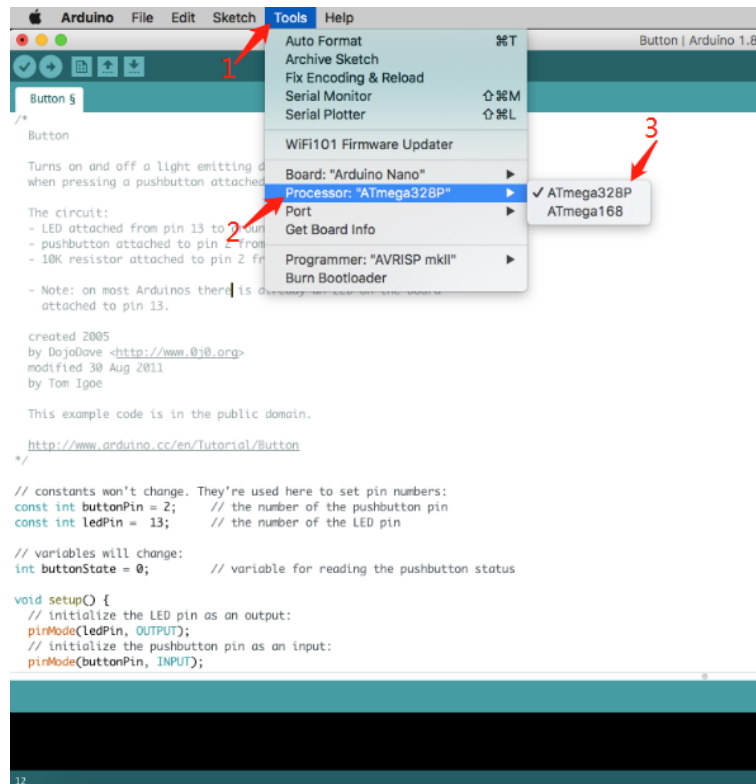 Arduino File Edit Sketch Tools Help
Button | Arduino 1.8
1
Button §
Auto Format ⌘T
Archive Sketch
Fix Encoding & Reload
Serial Monitor ⇧⌘M
Serial Plotter ⇧⌘L
WiFi101 Firmware Updater
Board: "Arduino Nano"
Processor: "ATmega328P"
Port
Get Board Info
Programmer: "AVRISP mkII"
Burn Bootloader
2
3
✓ ATmega328P
ATmega168
/*
Button
Turns on and off a light emitting
when pressing a pushbutton attached
The circuit:
- LED attached from pin 13 to
- pushbutton attached to pin 2 from
- 10K resistor attached to pin 2
- Note: on most Arduinos there is already an LED on the board
attached to pin 13.
created 2005
by DojoDave <http://www.0j0.org>
modified 30 Aug 2011
by Tom Igoe
This example code is in the public domain.
http://www.arduino.cc/en/Tutorial/Button
*/
// constants won't change. They're used here to set pin numbers:
const int buttonPin = 2; // the number of the pushbutton pin
const int ledPin = 13; // the number of the LED pin
// variables will change:
int buttonState = 0; // variable for reading the pushbutton status
void setup() {
// initialize the LED pin as an output:
pinMode(ledPin, OUTPUT);
// initialize the pushbutton pin as an input:
pinMode(buttonPin, INPUT);
12